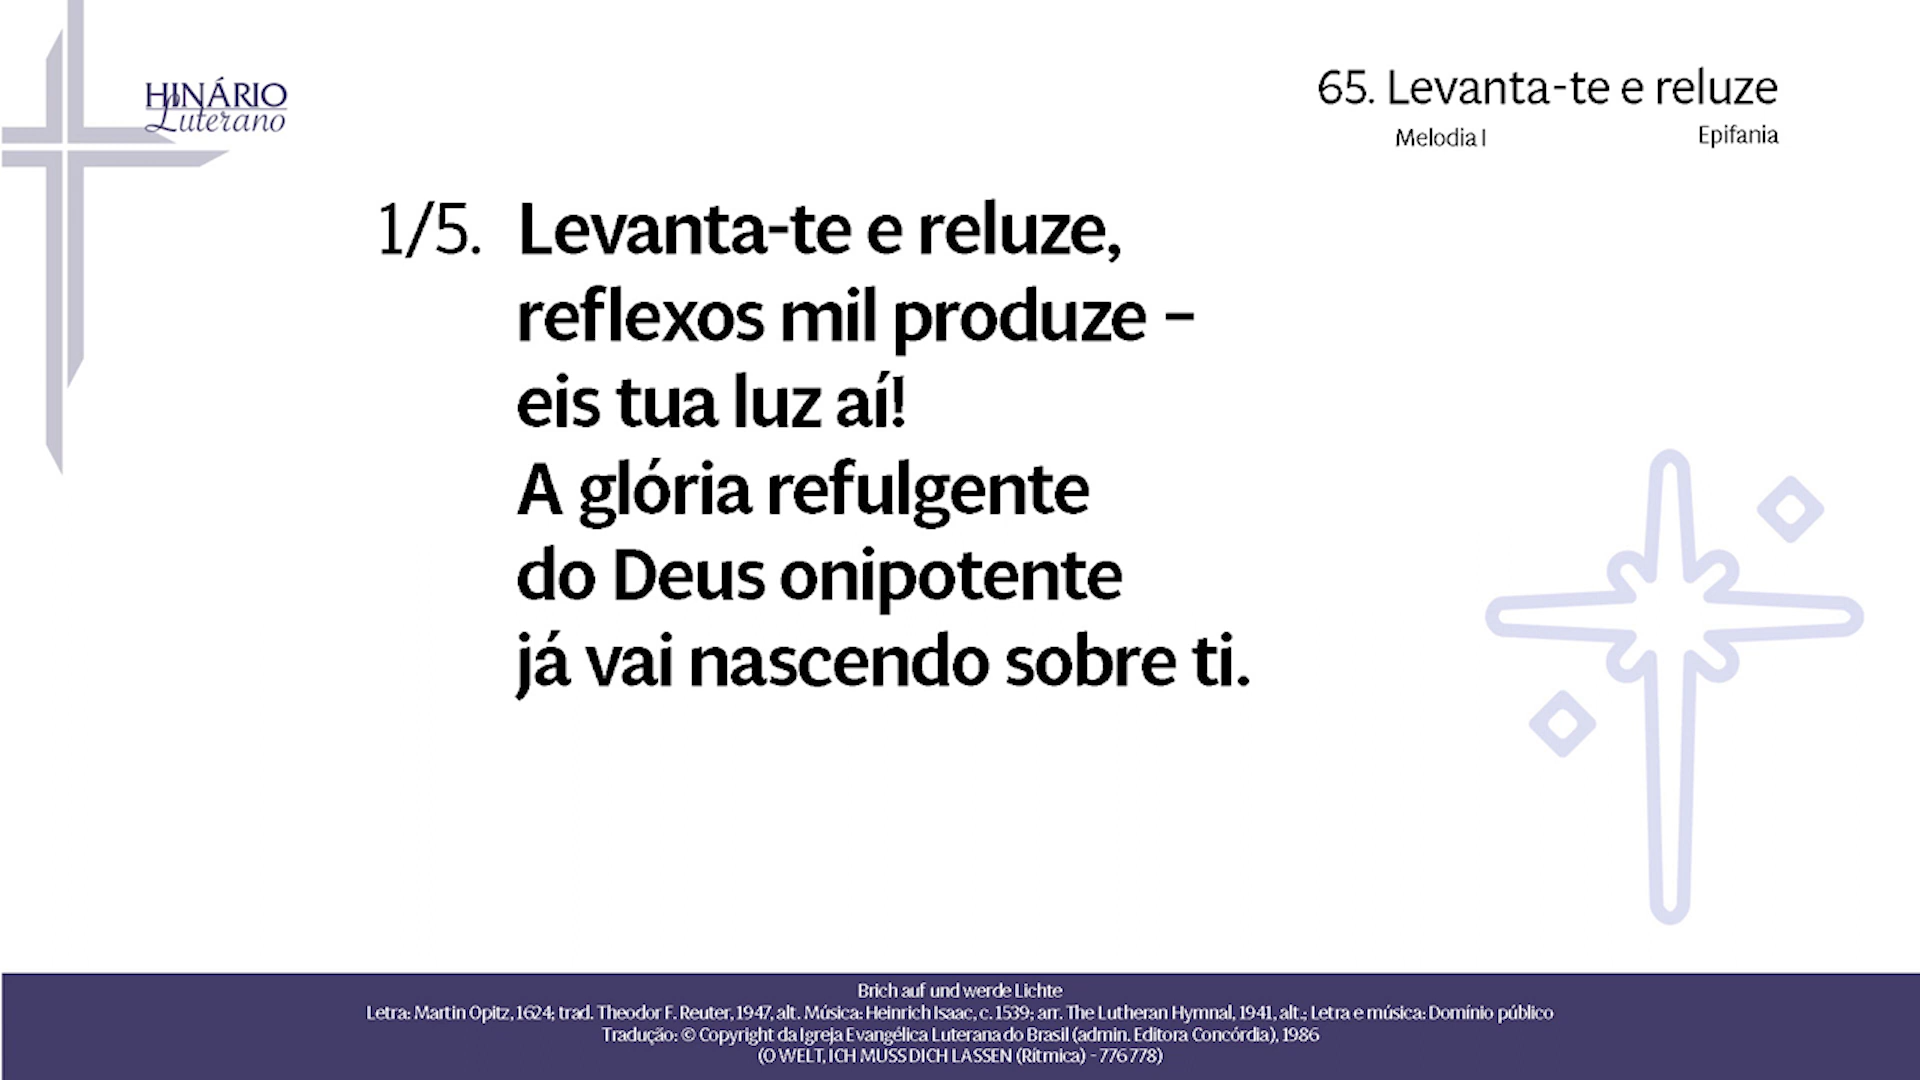 HINÁRIO
Luterano
65. Levanta-te e reluze
Melodia I Epifania
1/5. Levanta-te e reluze,
reflexos mil produze –
eis tua luz aí!
A glória refulgente
do Deus onipotente
já vai nascendo sobre ti.
Brich auf und werde Lichte
Letra: Martin Opitz, 1624; trad. Theodor F. Reuter, 1947, alt. Música: Heinrich Isaac, c. 1539; arr. The Lutheran Hymnal, 1941, alt.; Letra e música: Domínio público
Tradução: © Copyright da Igreja Evangélica Luterana do Brasil (admin. Editora Concórdia), 1986
(O WELT, ICH MUSS DICH LASSEN (Rítmica) - 776 778)